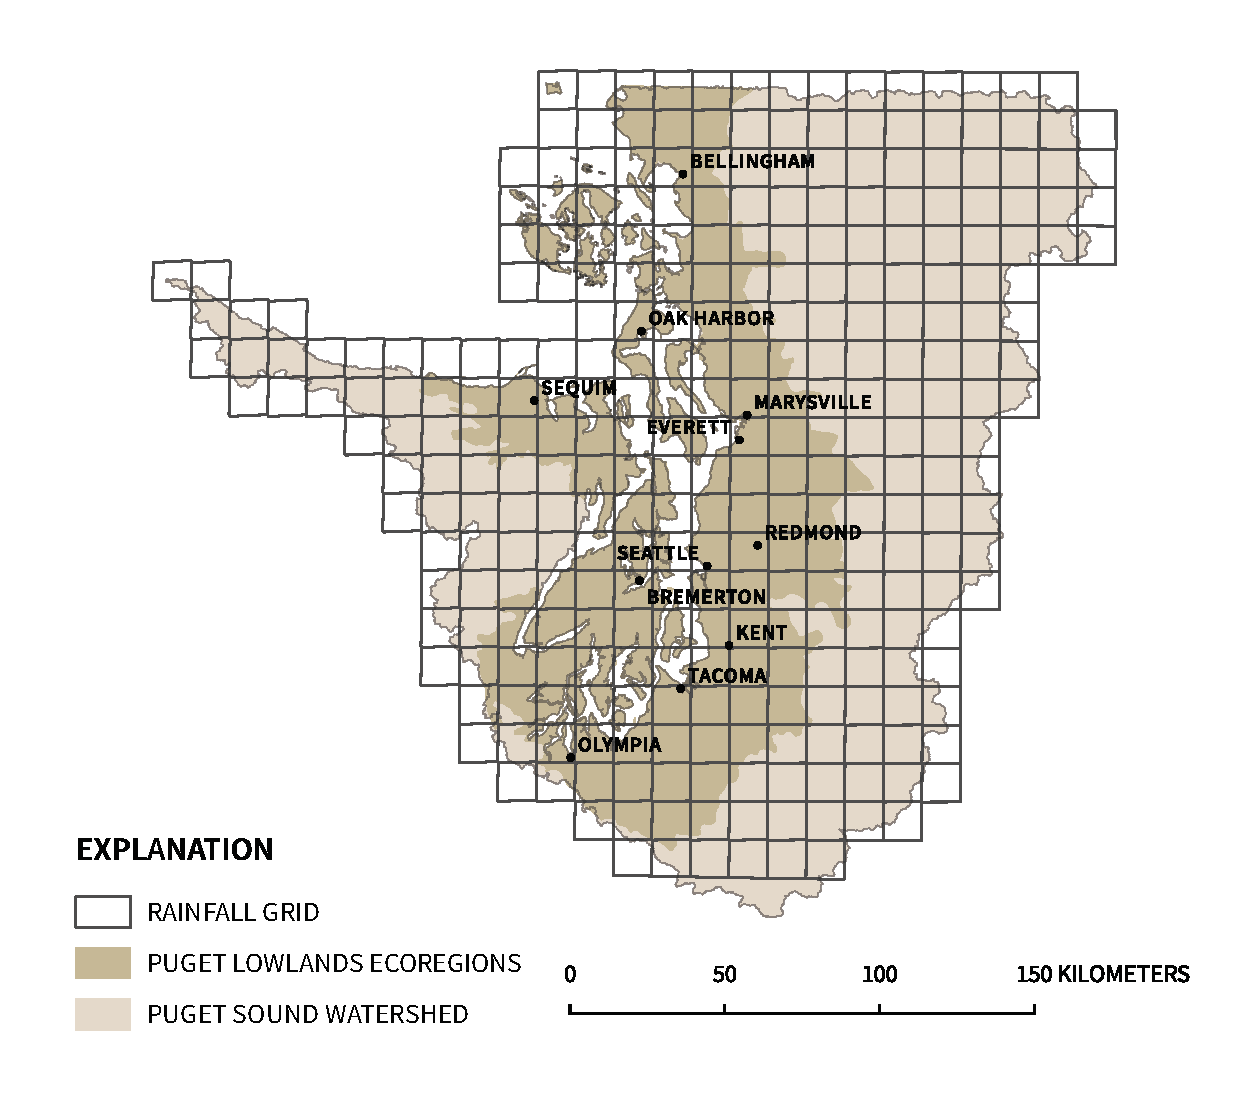 BELLINGHAM
OAK HARBOR
SEQUIM
MARYSVILLE
EVERETT
REDMOND
SEATTLE
BREMERTON
KENT
TACOMA
OLYMPIA
EXPLANATION
RAINFALL GRID
PUGET LOWLANDS ECOREGIONS
PUGET SOUND WATERSHED
0 50 100 150 KILOMETERS